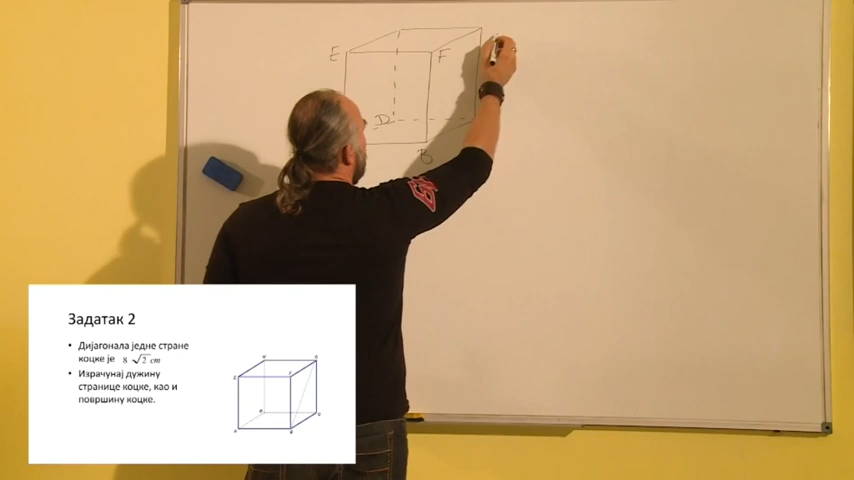 E
F
D
B
Задатак 2
• Дијагонала једне стране
коцке је 8 √2 cm
• Израчунај дужину
странице коцке, као и
површину коцке.